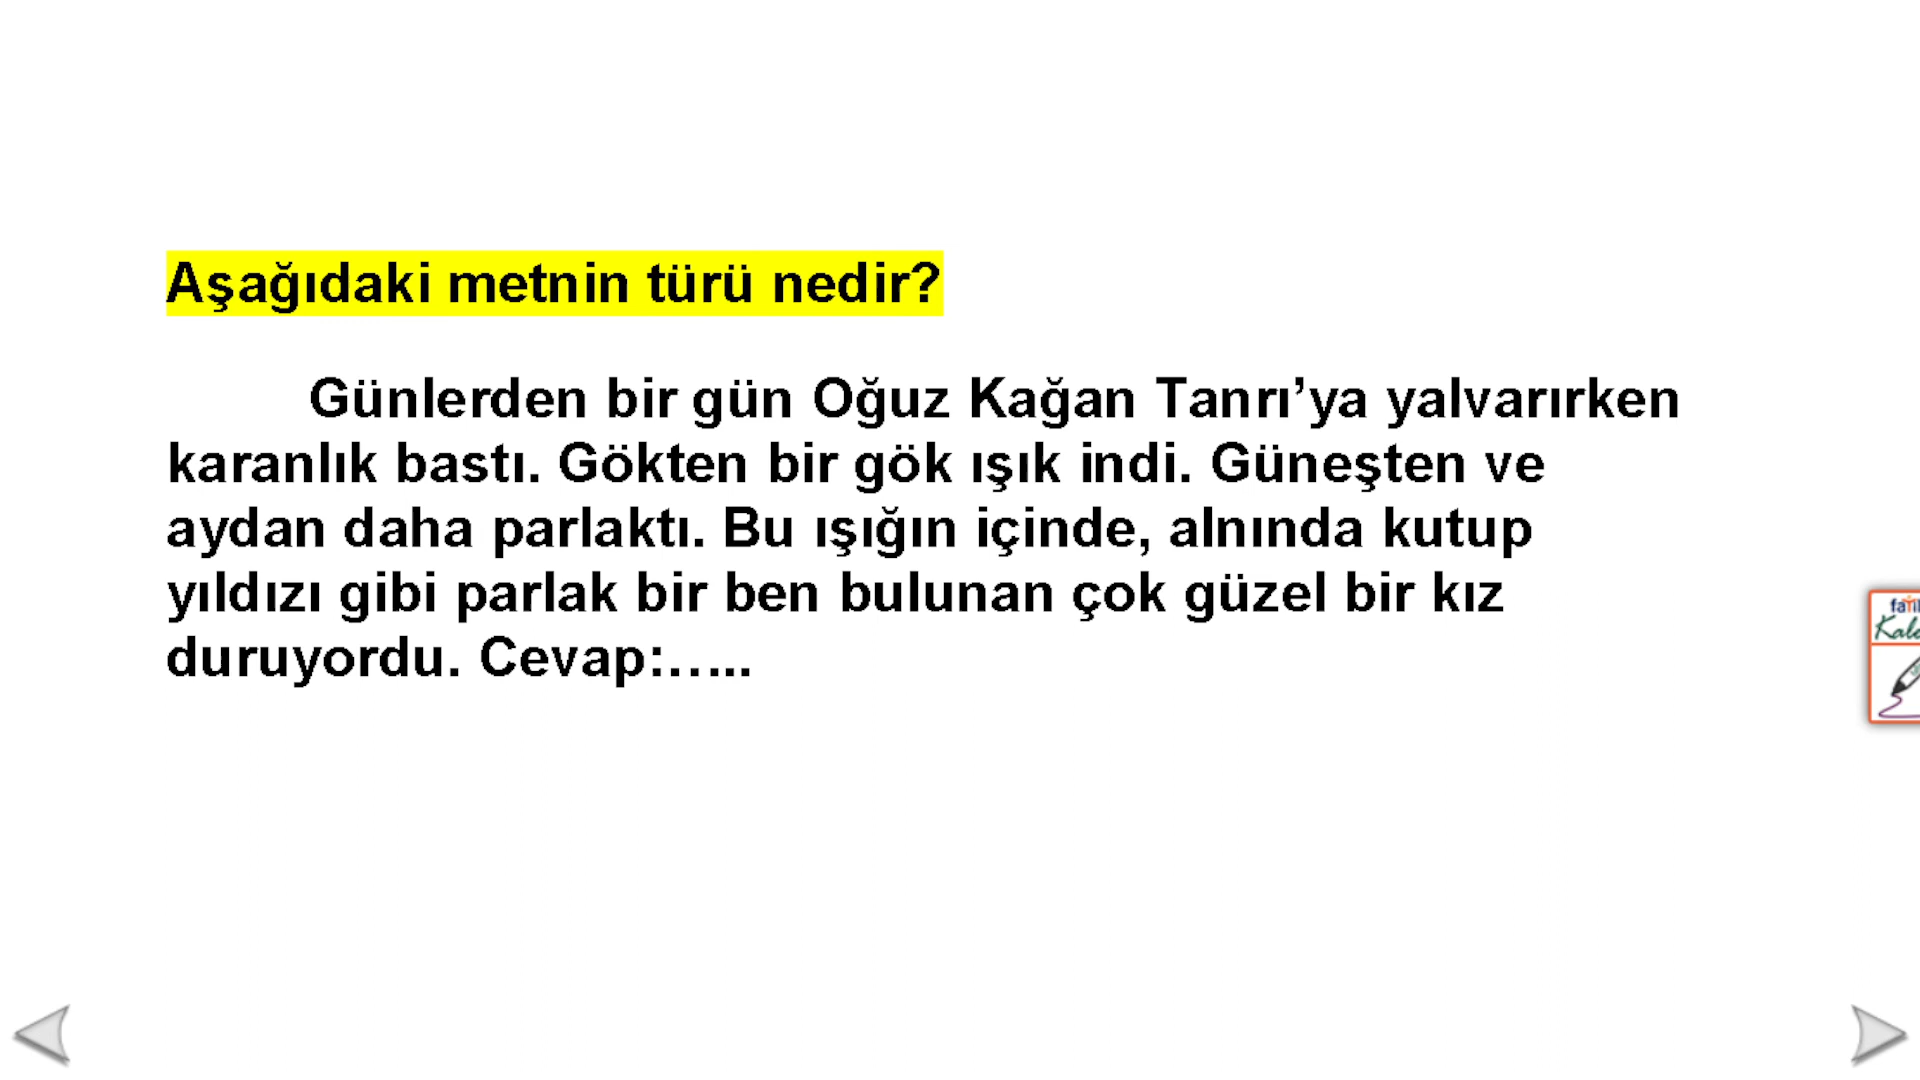 Aşağıdaki metnin türü nedir?
Günlerden bir gün Oğuz Kağan Tanrı’ya yalvarırken
karanlık bastı. Gökten bir gök ışık indi. Güneşten ve
aydan daha parlaktı. Bu ışığın içinde, alnında kutup
yıldızı gibi parlak bir ben bulunan çok güzel bir kız
duruyordu. Cevap:…..